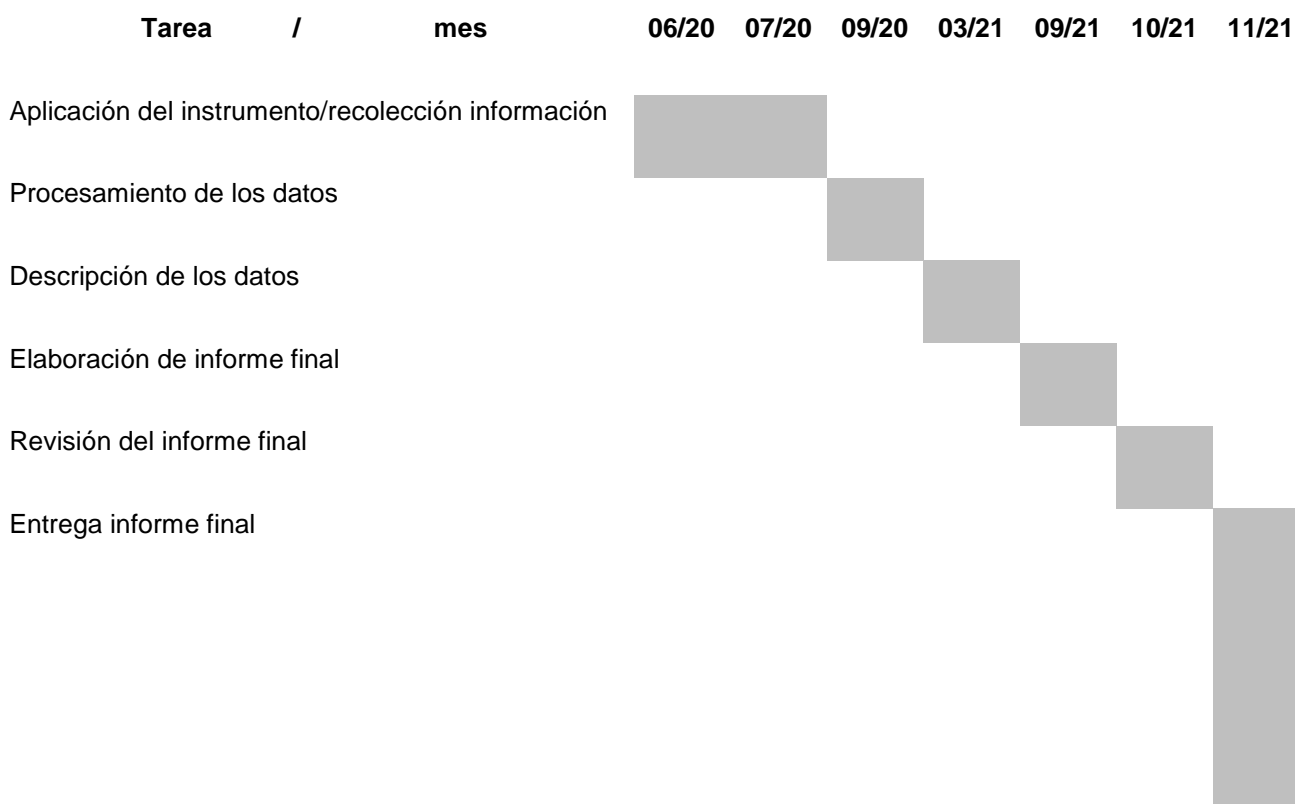 Tarea / mes 06/20 07/20 09/20 03/21 09/21 10/21 11/21
Aplicación del instrumento/recolección información
Procesamiento de los datos
Descripción de los datos
Elaboración de informe final
Revisión del informe final
Entrega informe final